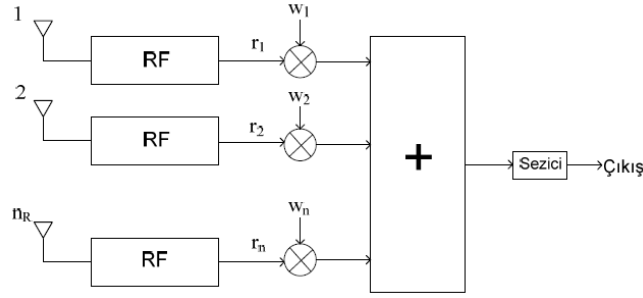 1
RF
r1
w1
2
RF
r2
w2
+
Sezici
Çıkış
nR
RF
rn
wn